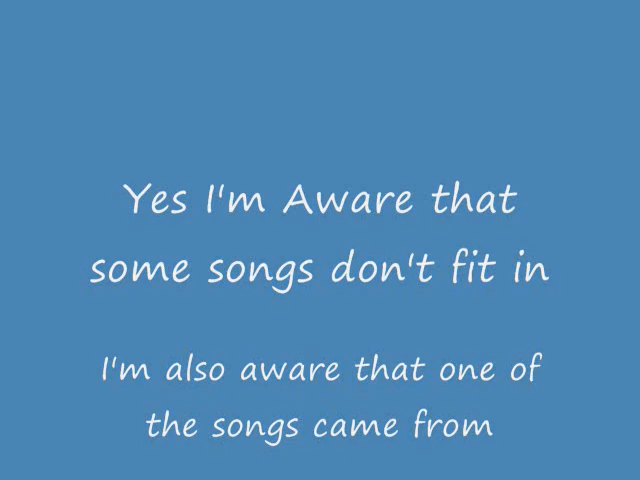 Yes I'm Aware that
some songs don't fit in
I'm also aware that one of
the songs came from